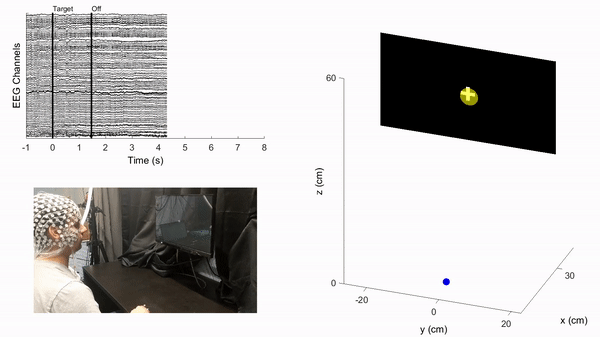 Target Off
EEG Channels
-1 0 1 2 3 4 5 6 7 8
Time (s)
60
z (cm)
0
-20 0 20
y (cm)
30
x (cm)